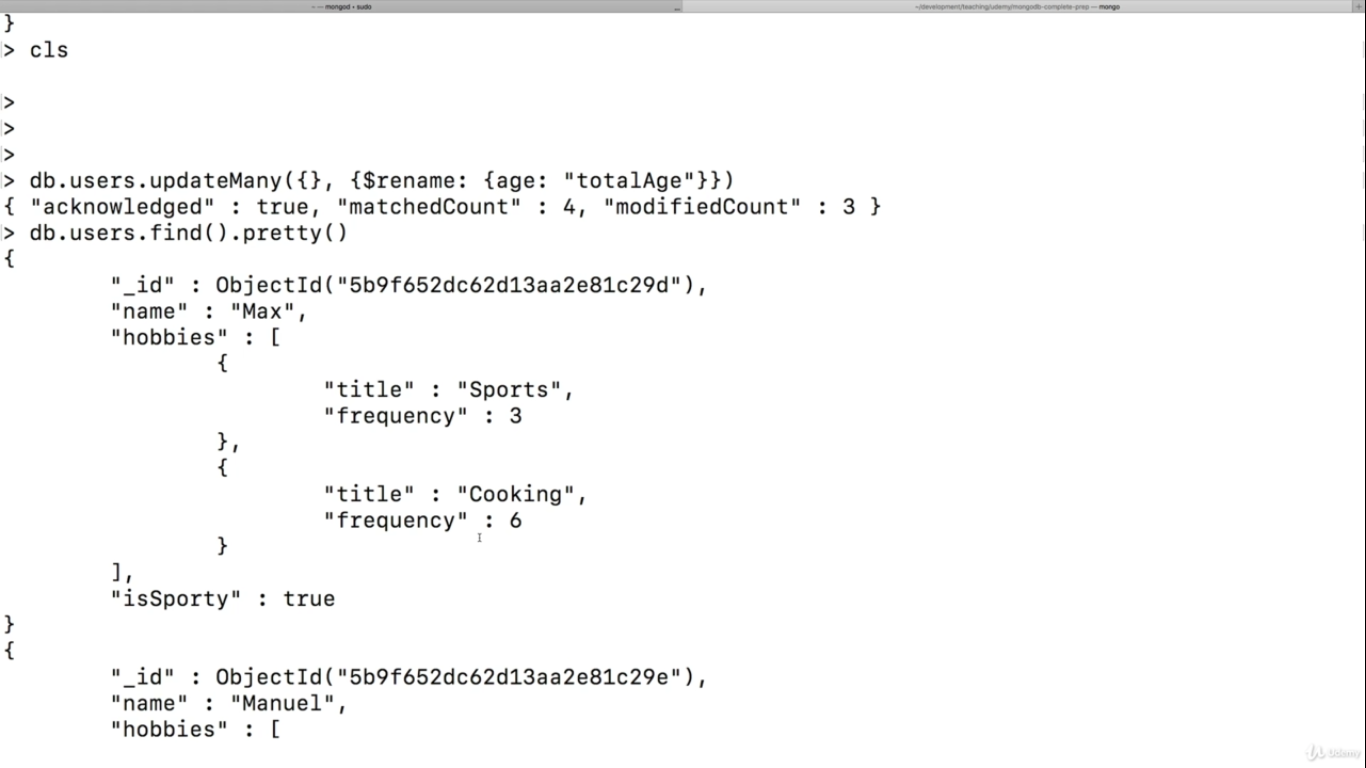 ~ — mongod • sudo
~/development/teaching/udemy/mongodb-complete-prep — mongo
}
> cls
>
>
>
> db.users.updateMany({}, {$rename: {age: "totalAge"}})
{ "acknowledged" : true, "matchedCount" : 4, "modifiedCount" : 3 }
> db.users.find().pretty()
{
"_id" : ObjectId("5b9f652dc62d13aa2e81c29d"),
"name" : "Max",
"hobbies" : [
{
"title" : "Sports",
"frequency" : 3
},
{
"title" : "Cooking",
"frequency" : 6
}
],
"isSporty" : true
}
{
"_id" : ObjectId("5b9f652dc62d13aa2e81c29e"),
"name" : "Manuel",
"hobbies" : [
Udemy